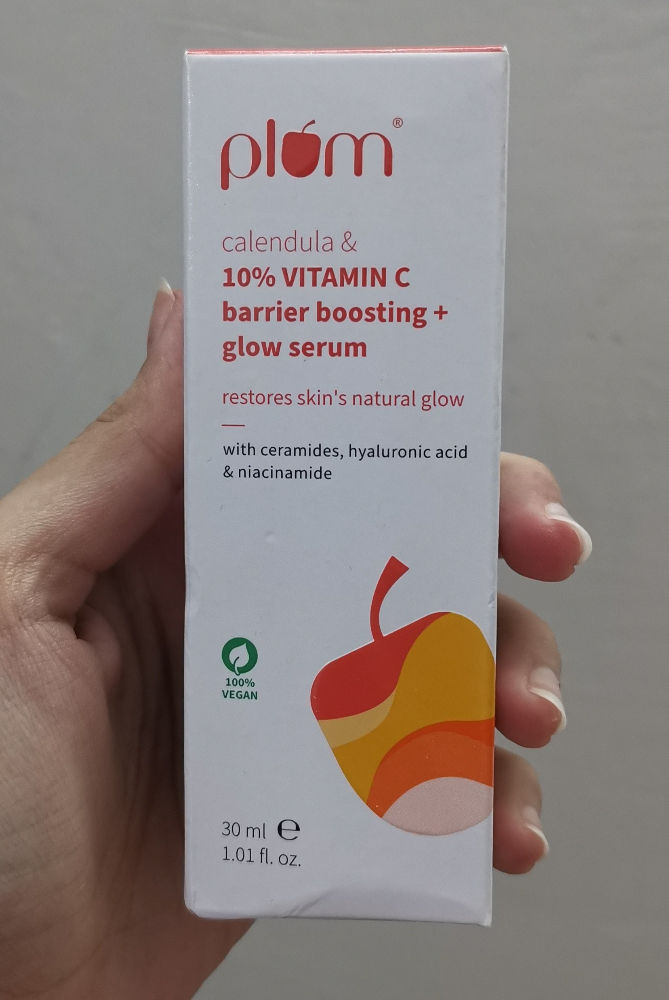 plum®
calendula &
10% VITAMIN C
barrier boosting +
glow serum
restores skin's natural glow
with ceramides, hyaluronic acid
& niacinamide
100%
VEGAN
30 ml ℮
1.01 fl. oz.